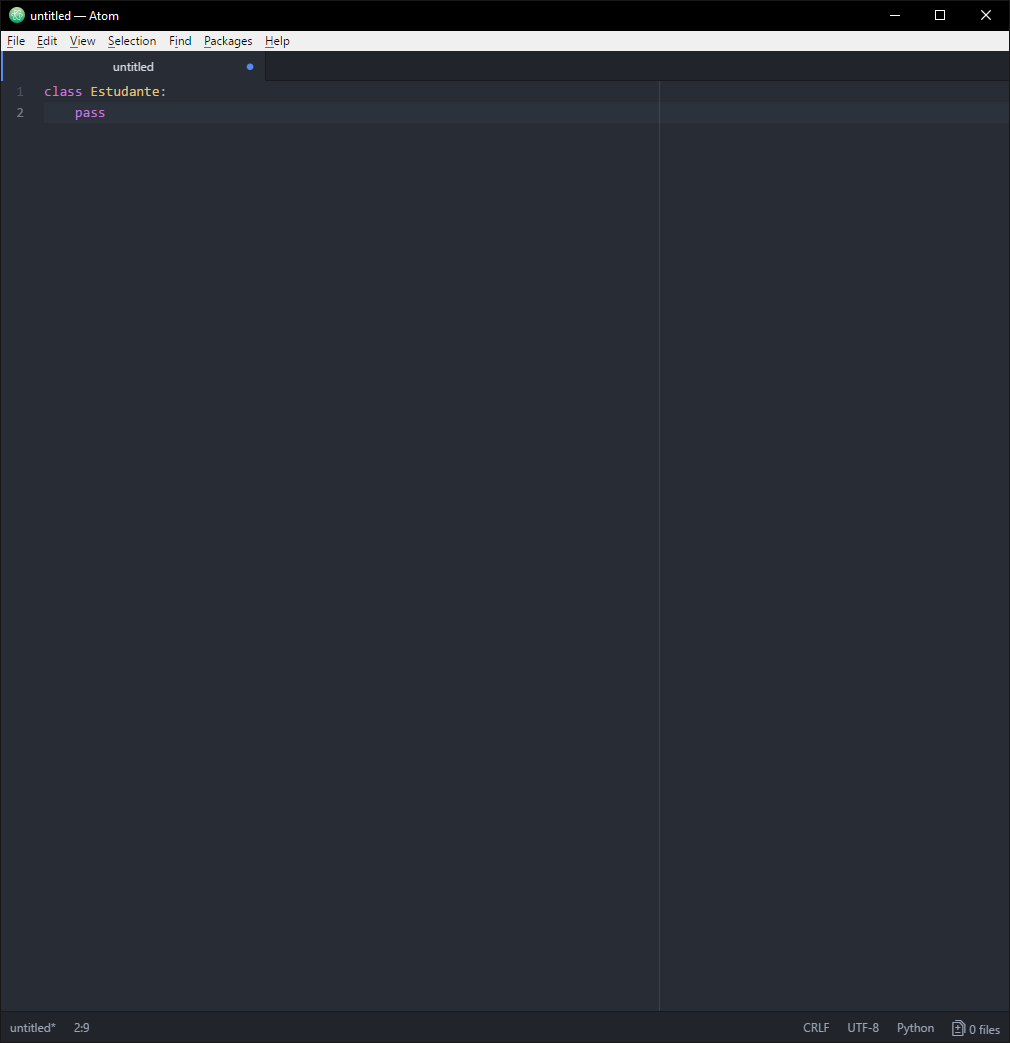 untitled — Atom
File Edit View Selection Find Packages Help
untitled
1 class Estudante:
2     pass
untitled* 2:9 CRLF UTF-8 Python 0 files